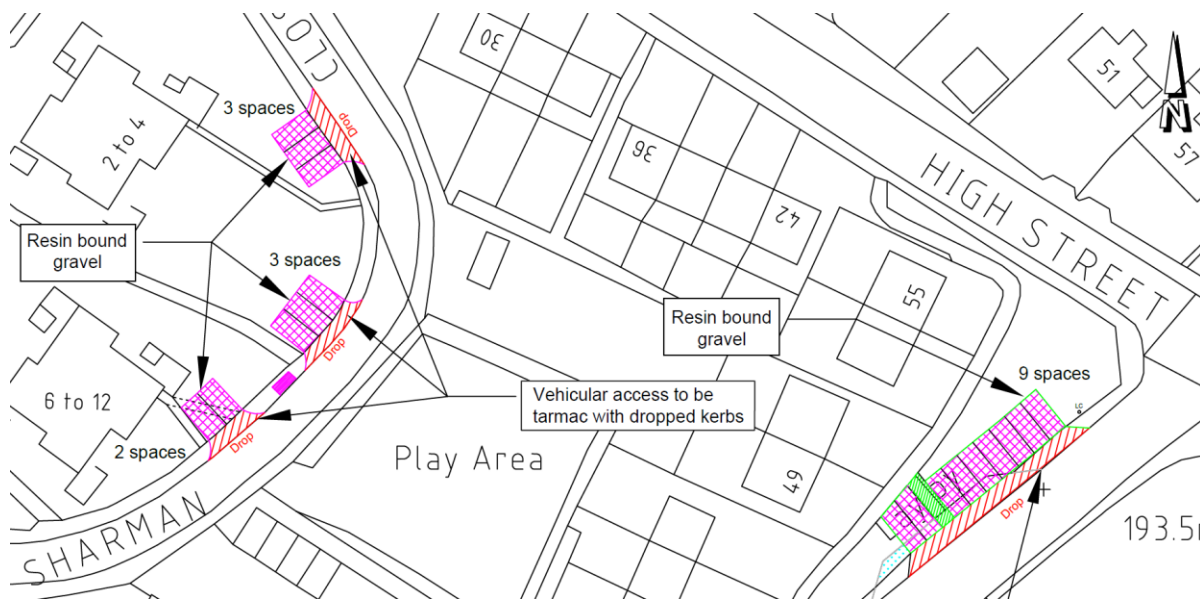 CLOS
30
51
N
57
3 spaces
Drop
2 to 4
36
HIGH STREET
42
Resin bound
gravel
3 spaces
55
Resin bound
gravel
Drop
9 spaces
LC
6 to 12
Vehicular access to be
tarmac with dropped kerbs
2 spaces
Drop
Play Area
49
Drop
193.5
SHARMAN